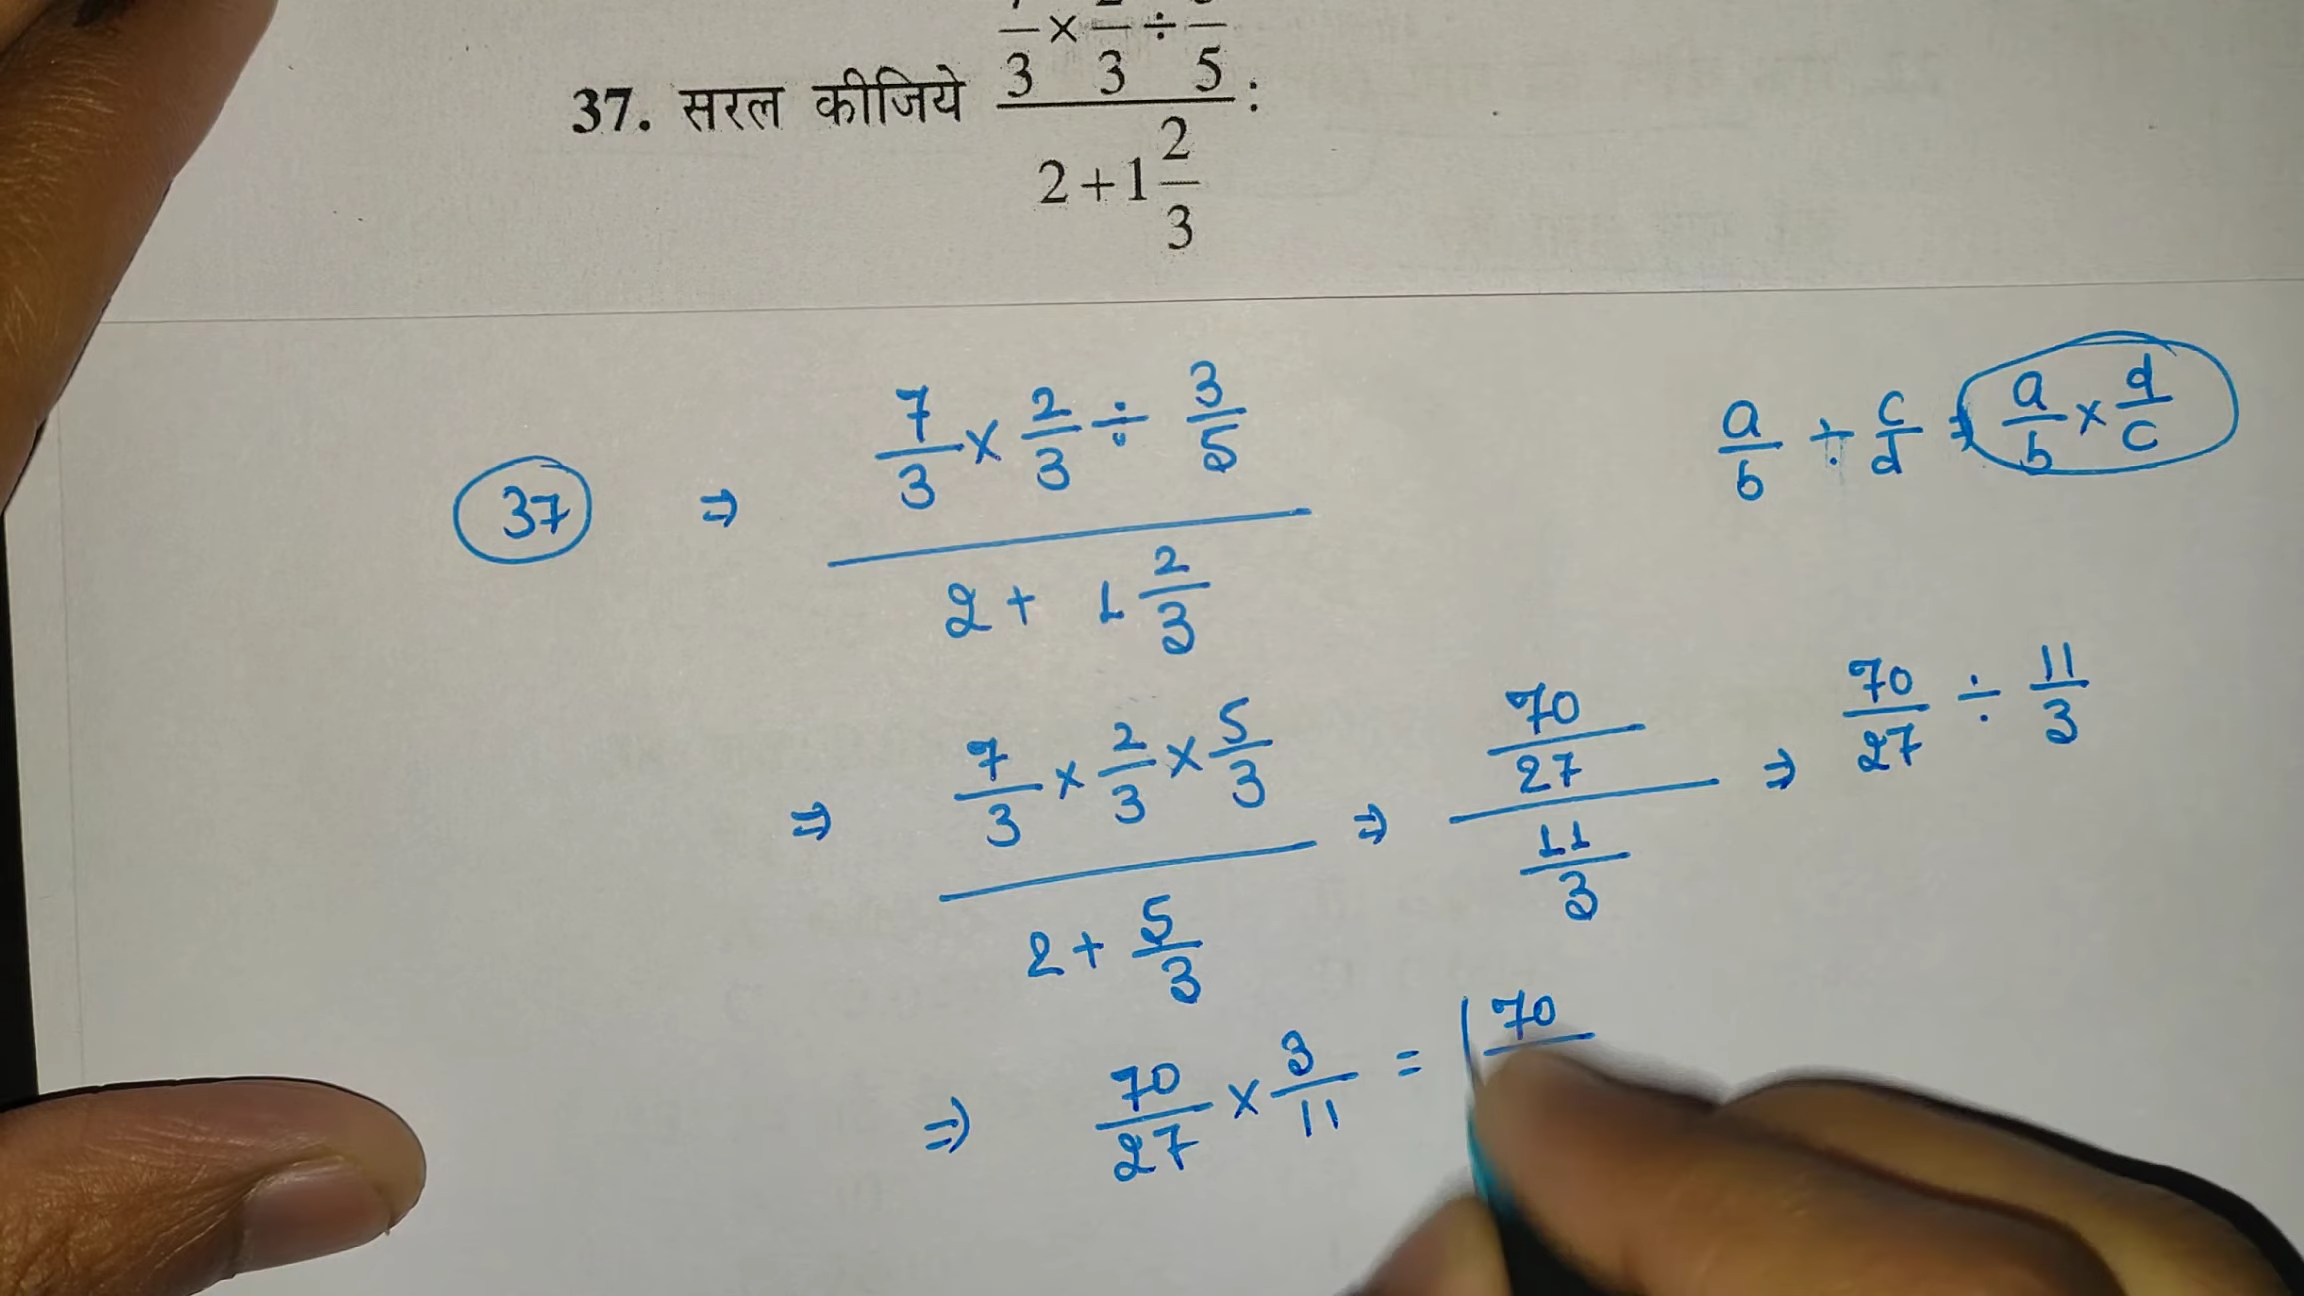 37. सरल कीजिये (/3 × /3 ÷ /5) / (2+1 2/3) :
37 ⇒ (7/3 × 2/3 ÷ 3/5) / (2 + 1 2/3)
a/b ÷ c/d = a/b × d/c
⇒ (7/3 × 2/3 × 5/3) / (2 + 5/3) ⇒ (70/27) / (11/3) ⇒ 70/27 ÷ 11/3
⇒ 70/27 × 3/11 = 70